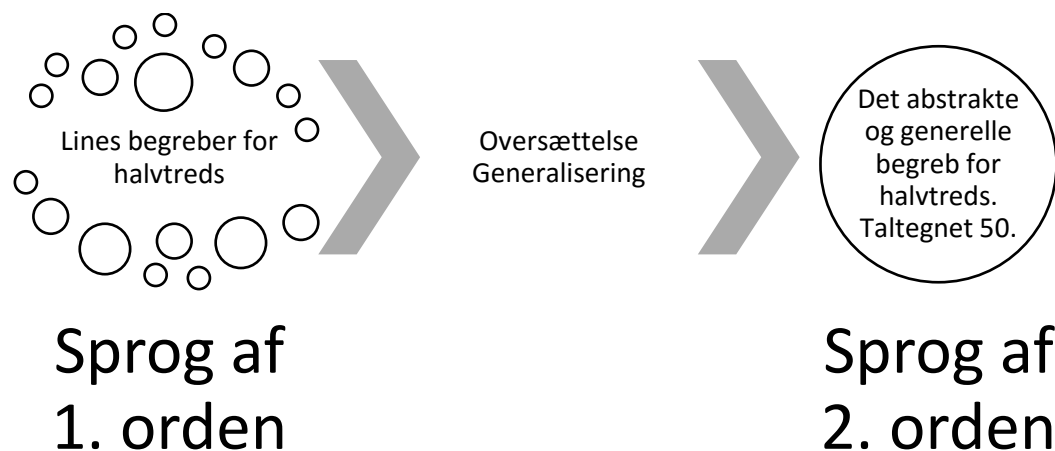 Lines begreber for
halvtreds
Oversættelse
Generalisering
Det abstrakte
og generelle
begreb for
halvtreds.
Taltegnet 50.
Sprog af
1. orden
Sprog af
2. orden